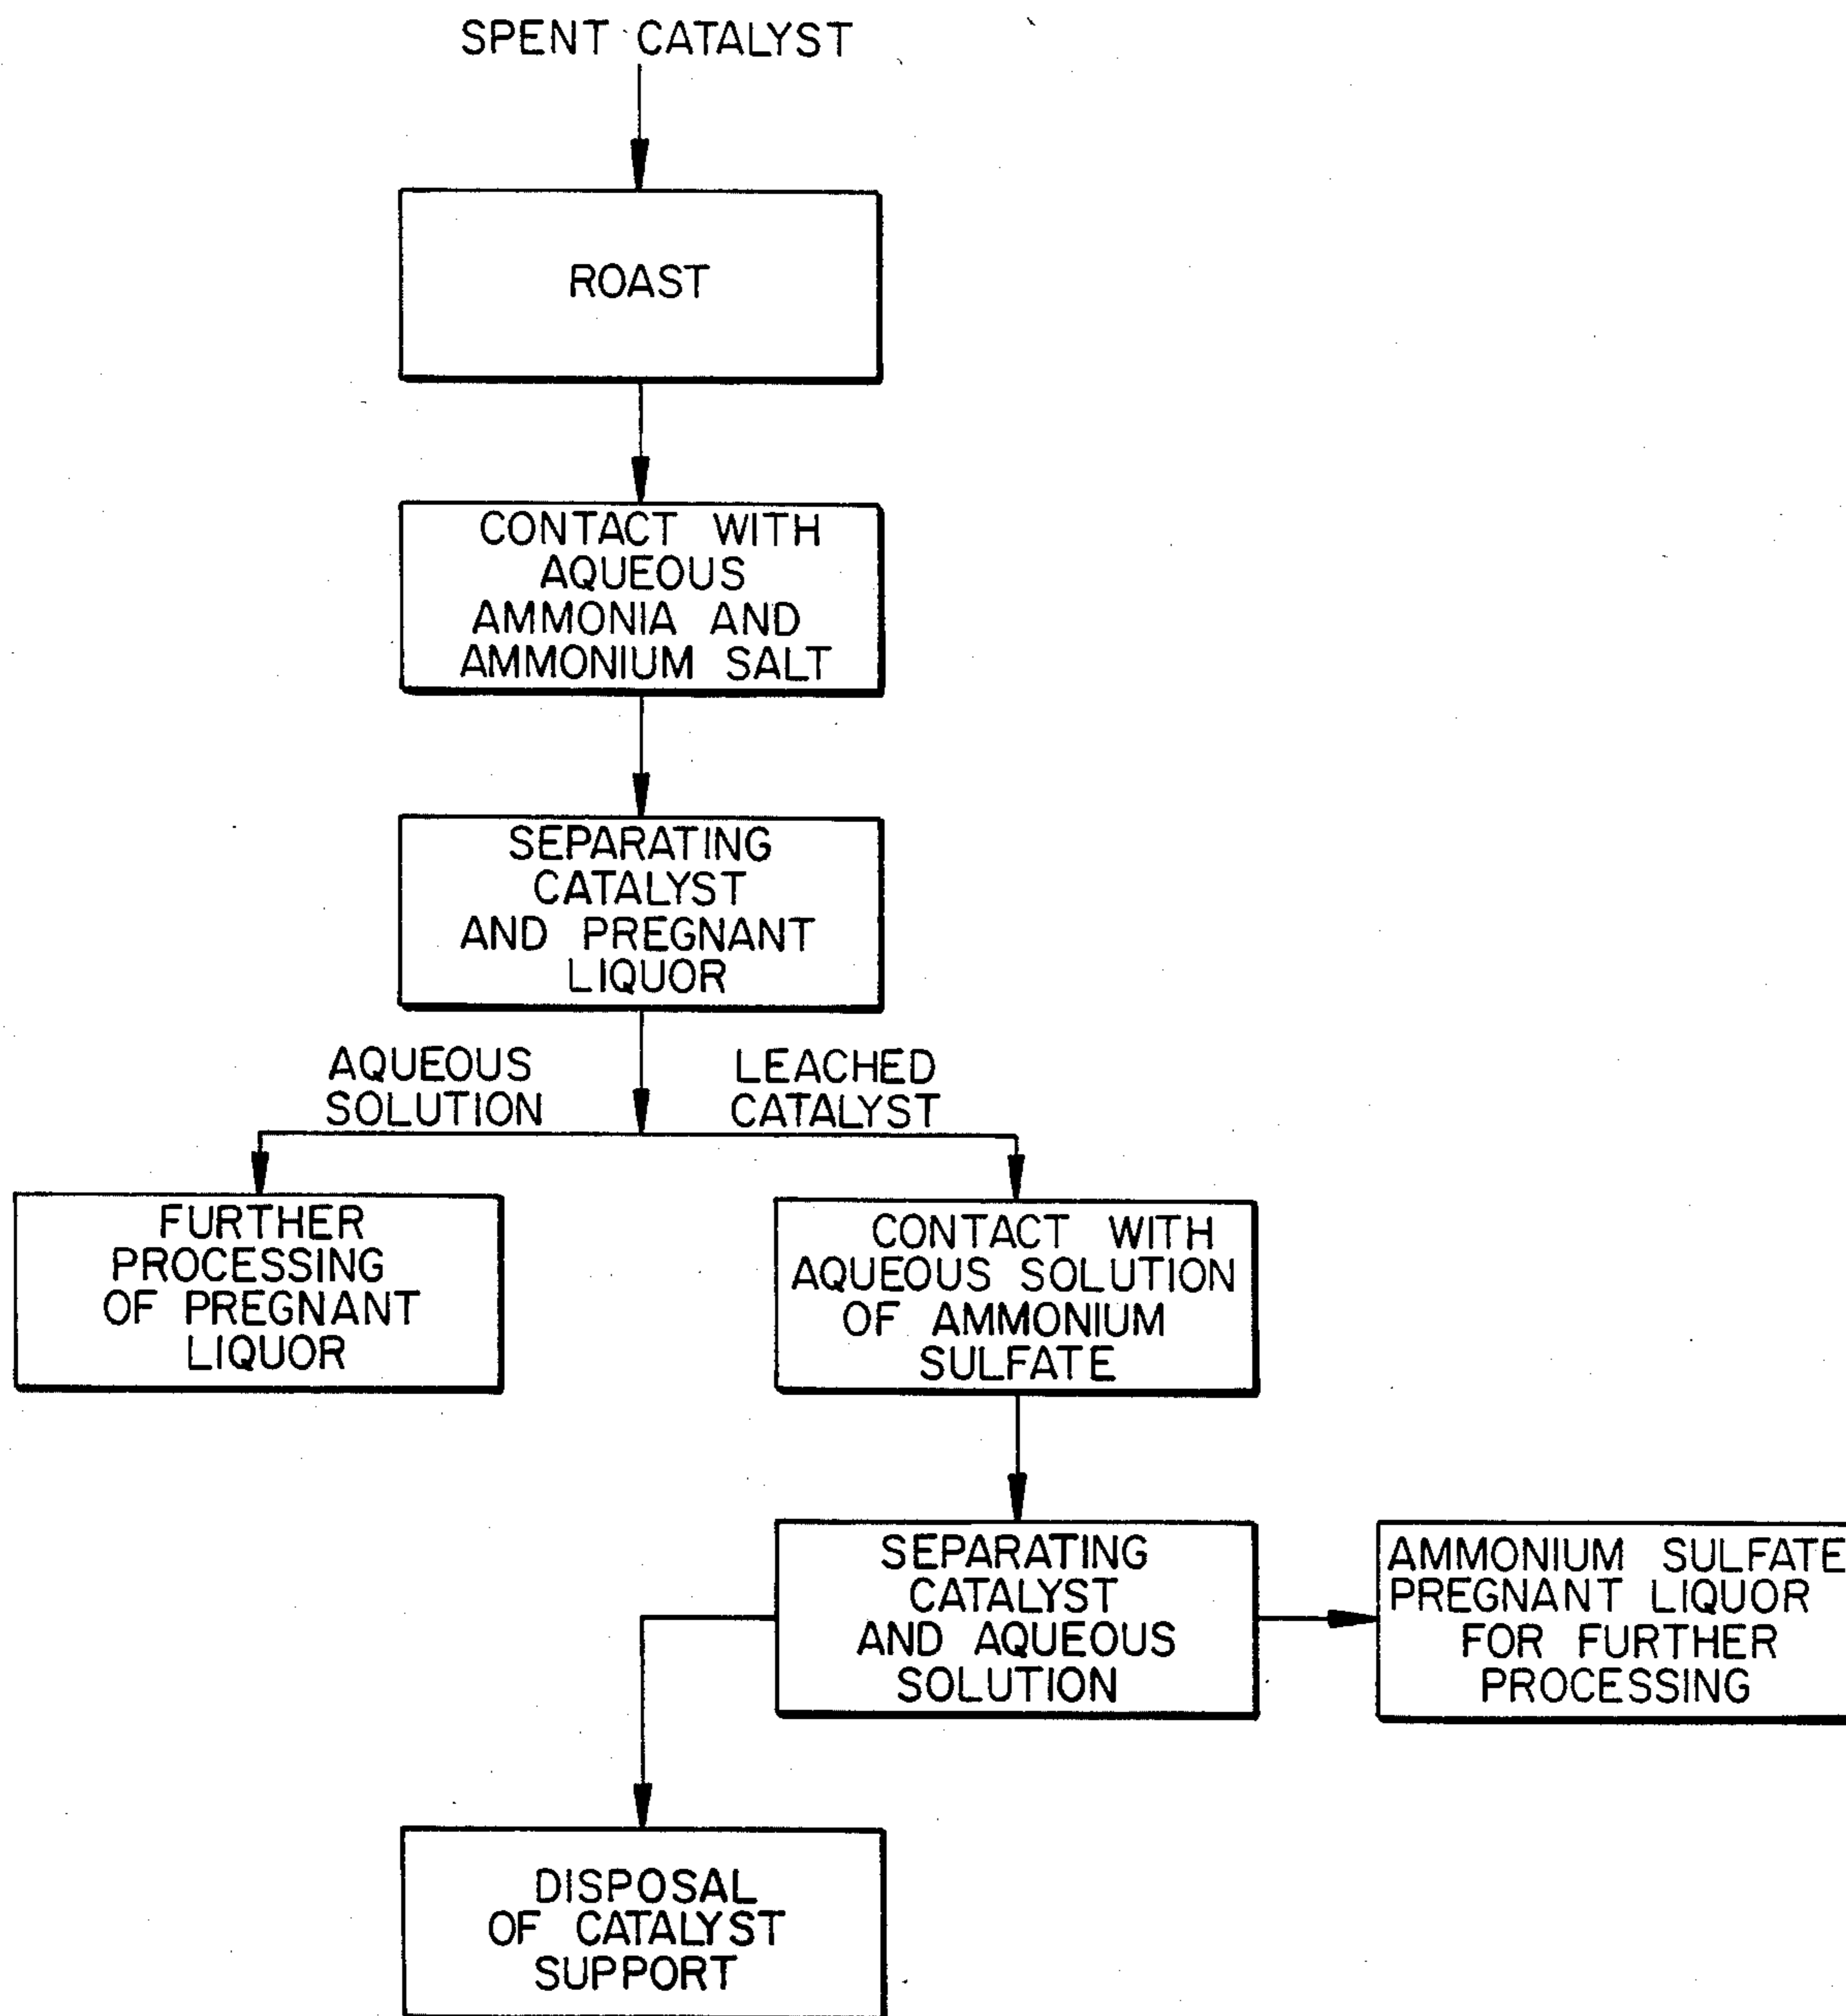 SPENT CATALYST
ROAST
CONTACT WITH
AQUEOUS
AMMONIA AND
AMMONIUM SALT
SEPARATING
CATALYST
AND PREGNANT
LIQUOR
AQUEOUS
SOLUTION
LEACHED
CATALYST
FURTHER
PROCESSING
OF PREGNANT
LIQUOR
CONTACT WITH
AQUEOUS SOLUTION
OF AMMONIUM
SULFATE
SEPARATING
CATALYST
AND AQUEOUS
SOLUTION
AMMONIUM SULFATE
PREGNANT LIQUOR
FOR FURTHER
PROCESSING
DISPOSAL
OF CATALYST
SUPPORT